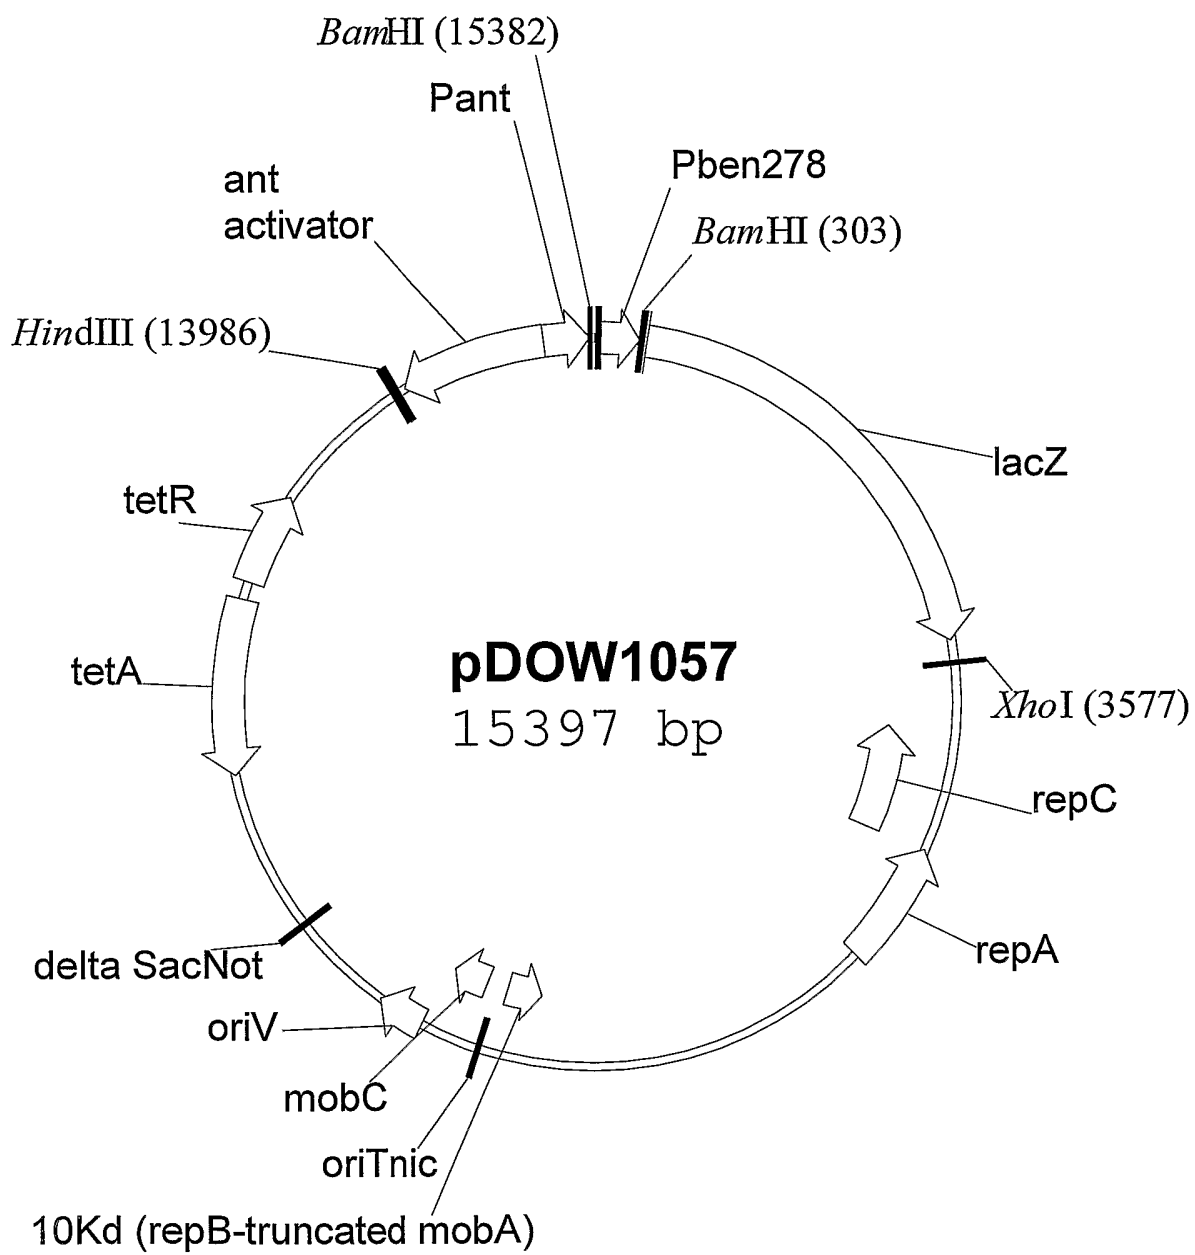 BamHI (15382)
Pant
Pben278
ant
activator
BamHI (303)
HindIII (13986)
lacZ
tetR
pDOW1057
tetA
15397 bp
XhoI (3577)
repC
repA
delta SacNot
oriV
mobC
oriTnic
10Kd (repB-truncated mobA)